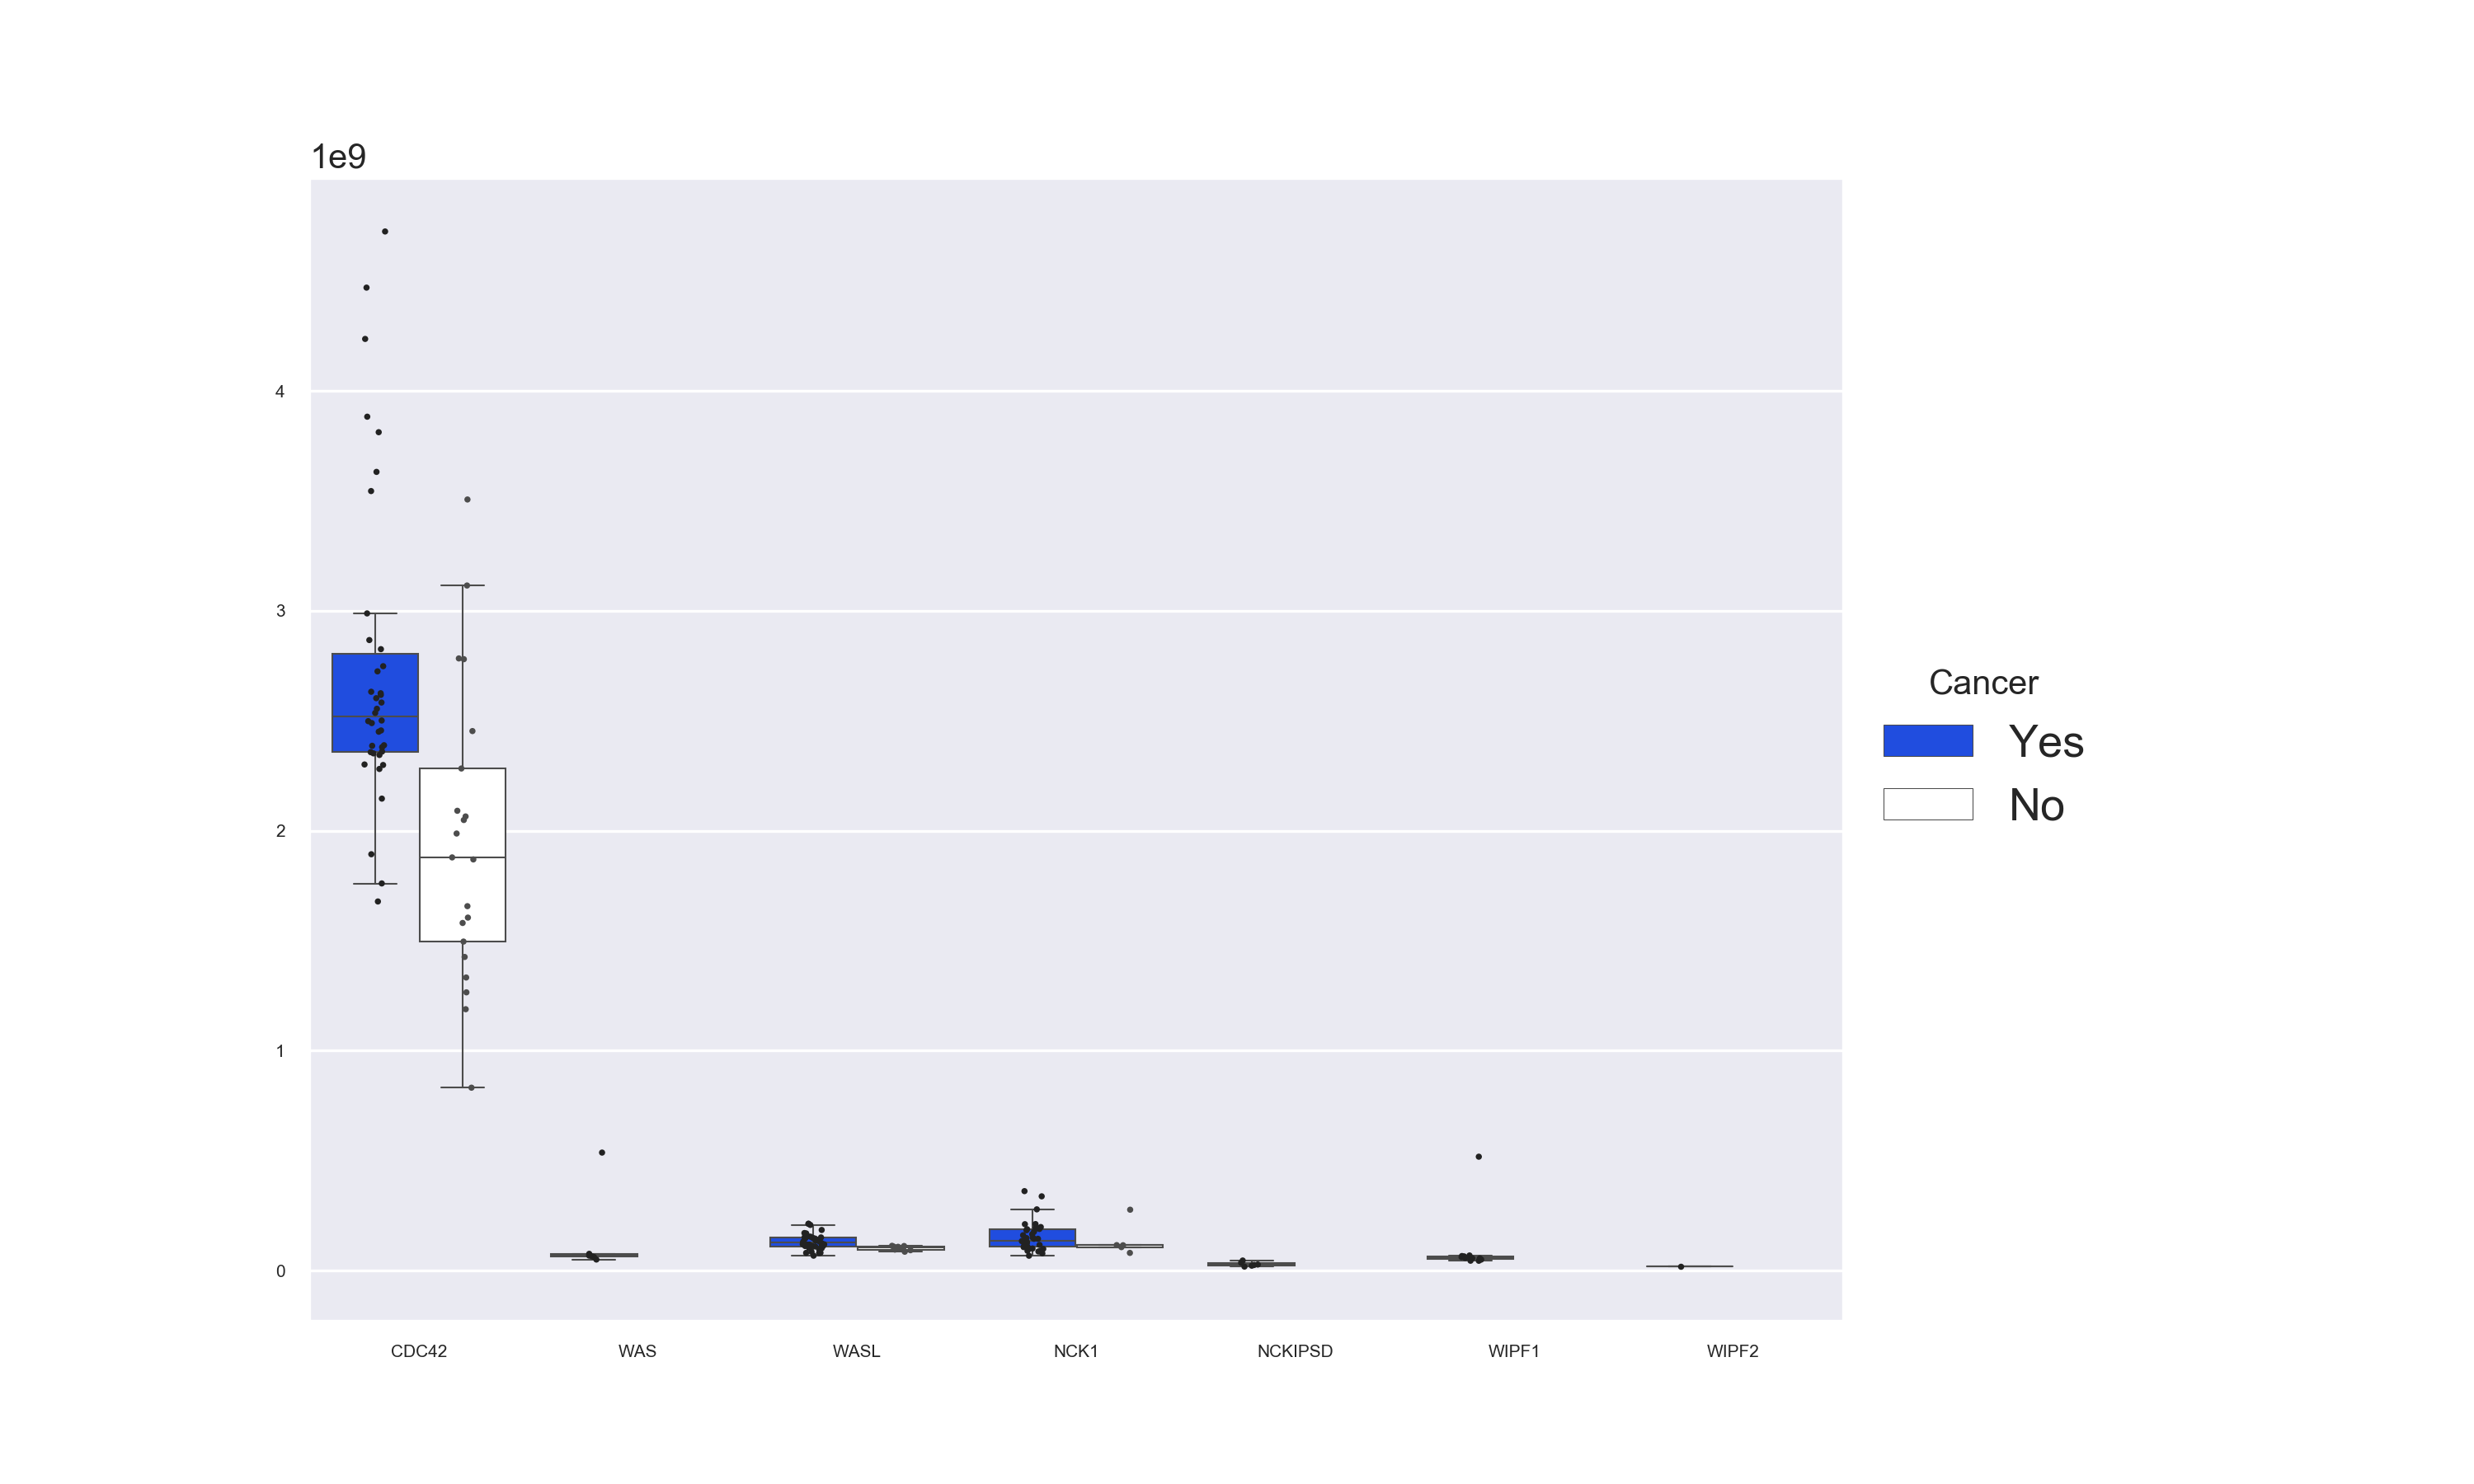 1e9
4
3
2
1
0
CDC42 WAS WASL NCK1 NCKIPSD WIPF1 WIPF2
Cancer
Yes
No